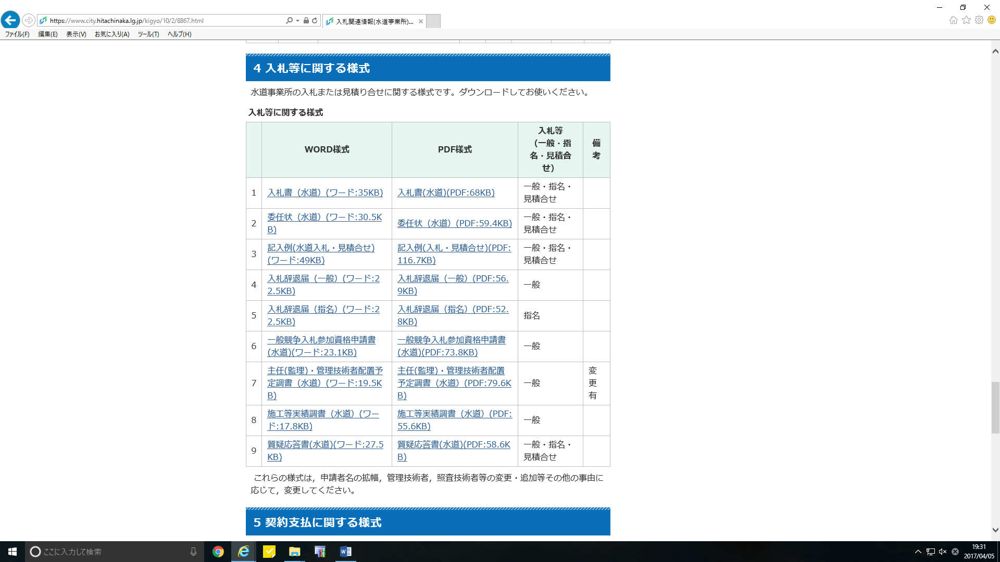 https://www.city.hitachinaka.lg.jp/kigyo/10/2/8867.html
入札関連情報(水道事業所)...
ファイル(F) 編集(E) 表示(V) お気に入り(A) ツール(T) ヘルプ(H)
4 入札等に関する様式
水道事業所の入札または見積り合せに関する様式です。ダウンロードしてお使いください。
入札等に関する様式
WORD様式
PDF様式
入札等
（一般・指
名・見積合
せ）
備
考
1
入札書（水道）(ワード:35KB)
入札書(水道)(PDF:68KB)
一般・指名・
見積合せ
2
委任状（水道）(ワード:30.5K
B)
委任状（水道）(PDF:59.4KB)
一般・指名・
見積合せ
3
記入例(水道入札・見積合せ)
(ワード:49KB)
記入例(入札・見積合せ)(PDF:
116.7KB)
一般・指名・
見積合せ
4
入札辞退届（一般）(ワード:2
2.5KB)
入札辞退届（一般）(PDF:56.
9KB)
一般
5
入札辞退届（指名）(ワード:2
2.5KB)
入札辞退届（指名）(PDF:52.
8KB)
指名
6
一般競争入札参加資格申請書
(水道)(ワード:23.1KB)
一般競争入札参加資格申請書
(水道)(PDF:73.8KB)
一般
7
主任(監理)・管理技術者配置予
定調書（水道）(ワード:19.5K
B)
主任(監理)・管理技術者配置
予定調書（水道）(PDF:79.6K
B)
一般
変
更
有
8
施工等実績調書（水道）(ワー
ド:17.8KB)
施工等実績調書（水道）(PDF:
55.6KB)
一般
9
質疑応答書(水道)(ワード:27.5
KB)
質疑応答書(水道)(PDF:58.6K
B)
一般・指名・
見積合せ
これらの様式は，申請者名の拡幅，管理技術者，照査技術者等の変更・追加等その他の事由に
応じて，変更してください。
5 契約支払に関する様式
ここに入力して検索
19:31
2017/04/05